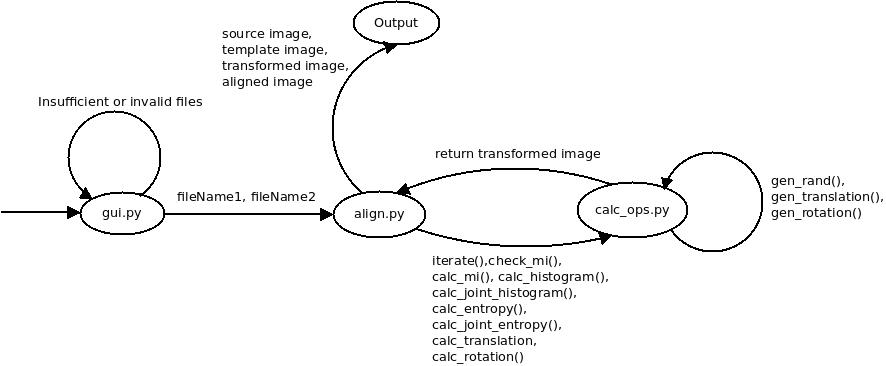 Output
source image,
template image,
transformed image,
aligned image
Insufficient or invalid files
return transformed image
gen_rand(),
gen_translation(),
gen_rotation()
fileName1, fileName2
gui.py
align.py
calc_ops.py
iterate(),check_mi(),
calc_mi(), calc_histogram(),
calc_joint_histogram(),
calc_entropy(),
calc_joint_entropy(),
calc_translation,
calc_rotation()